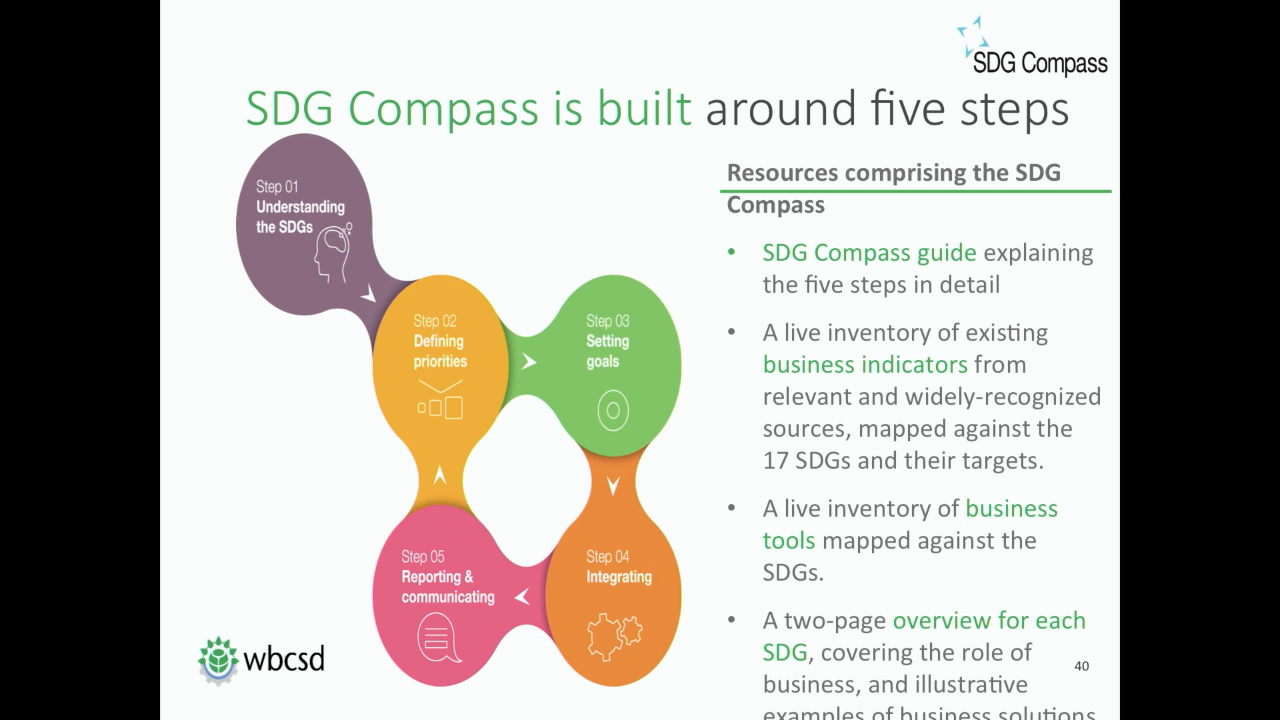 SDG Compass
SDG Compass is built around five steps
Step 01
Understanding
the SDGs
Step 02
Defining
priorities
Step 03
Setting
goals
Step 04
Integrating
Step 05
Reporting &
communicating
Resources comprising the SDG
Compass
• SDG Compass guide explaining
the five steps in detail
• A live inventory of existing
business indicators from
relevant and widely-recognized
sources, mapped against the
17 SDGs and their targets.
• A live inventory of business
tools mapped against the
SDGs.
• A two-page overview for each
SDG, covering the role of
business, and illustrative
examples of business solutions
wbcsd
40